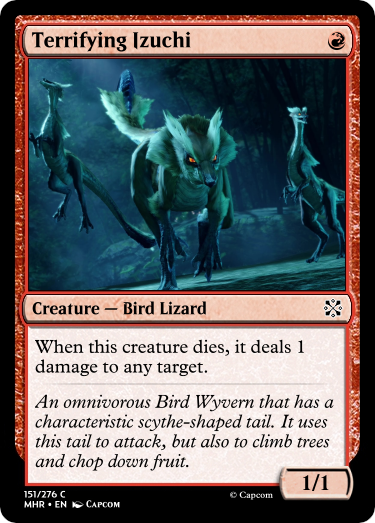 Terrifying Izuchi
Creature — Bird Lizard
When this creature dies, it deals 1
damage to any target.
An omnivorous Bird Wyvern that has a
characteristic scythe-shaped tail. It uses
this tail to attack, but also to climb trees
and chop down fruit.
1/1
151/276 C
MHR • EN Capcom
© Capcom